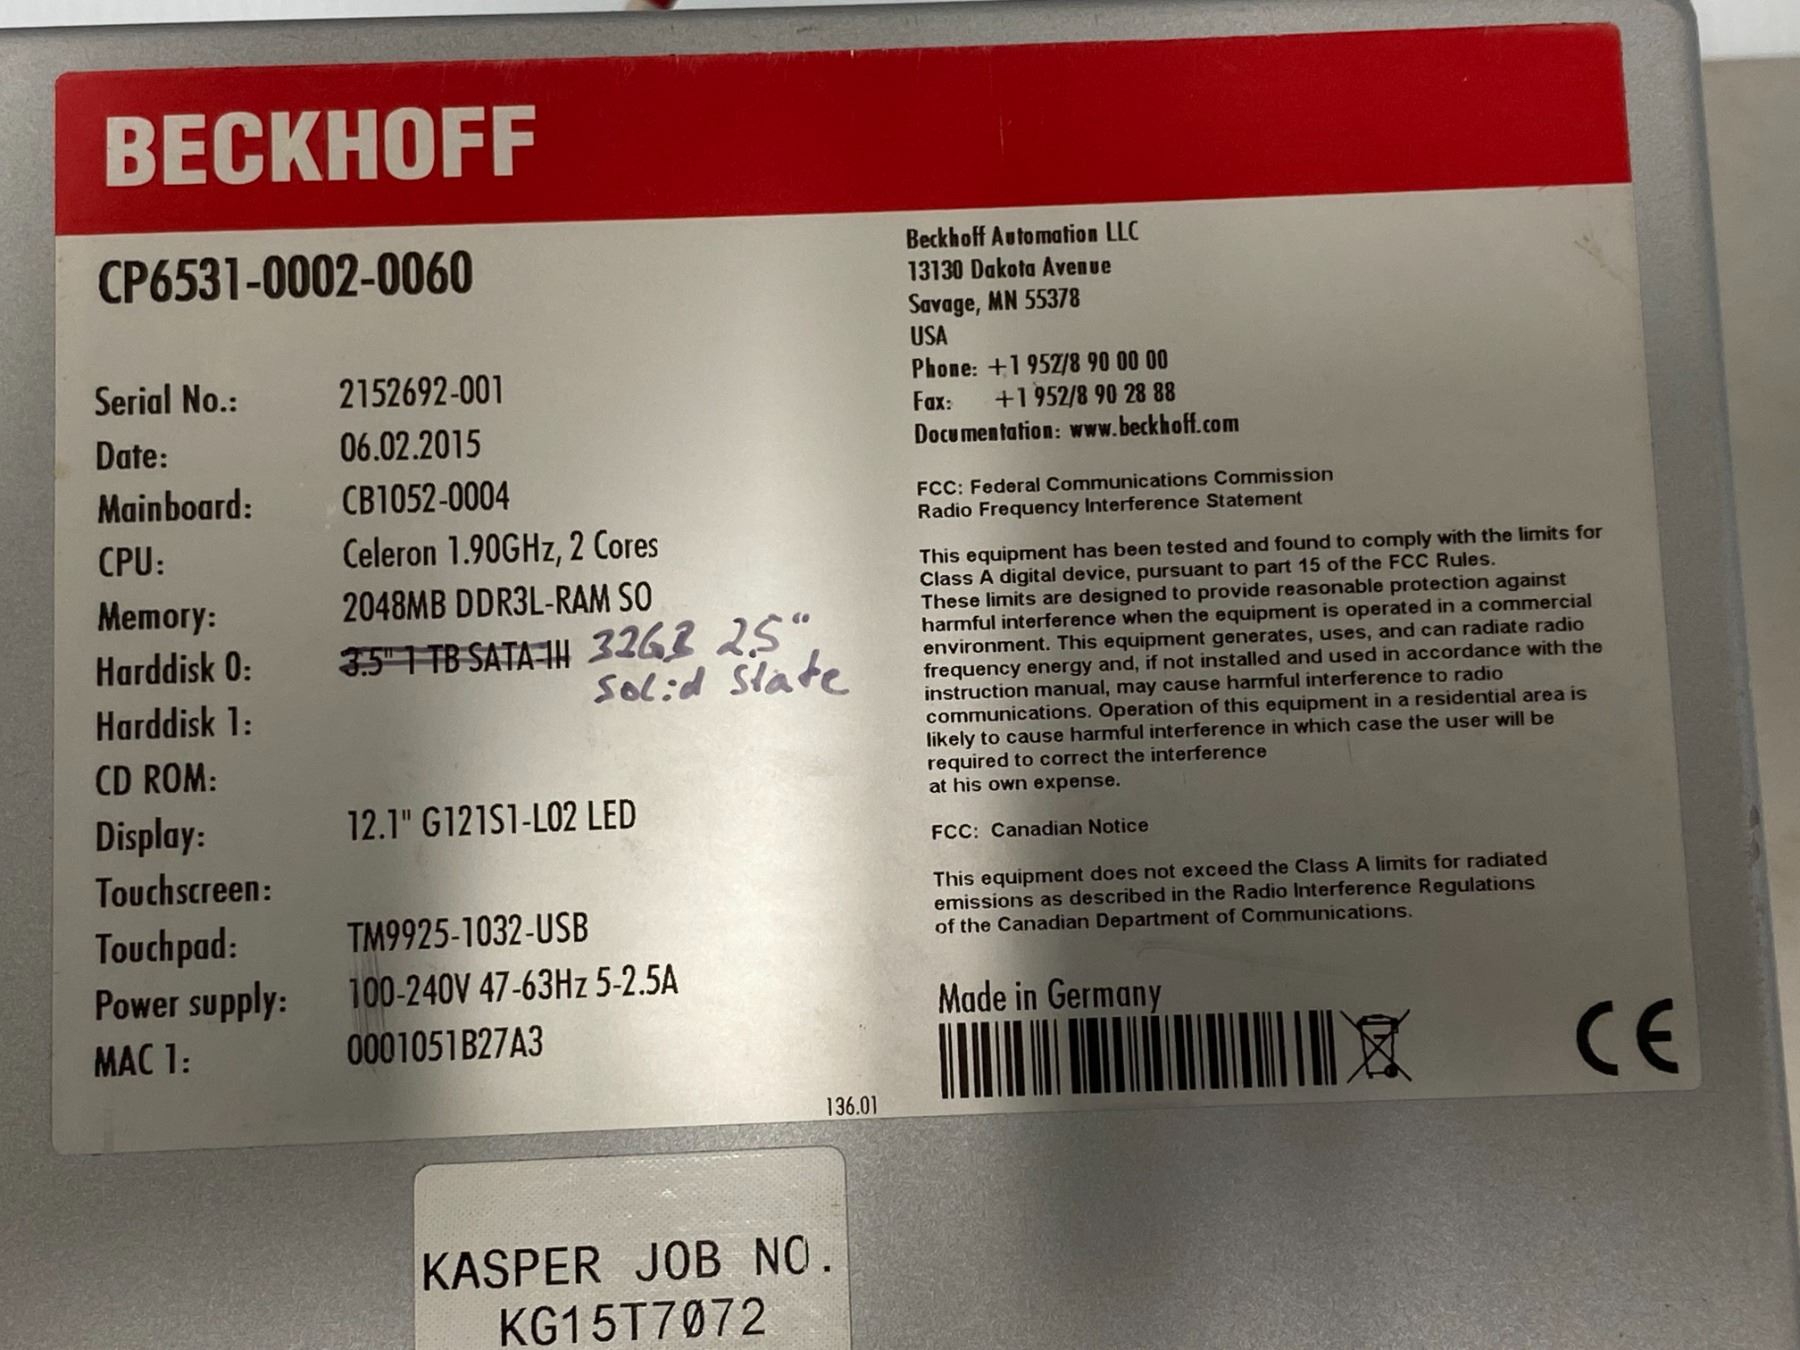 BECKHOFF
CP6531-0002-0060
Serial No.: 2152692-001
Date: 06.02.2015
Mainboard: CB1052-0004
CPU: Celeron 1.90GHz, 2 Cores
Memory: 2048MB DDR3L-RAM SO
Harddisk 0: 3.5" 1 TB SATA-IH 32GB 2.5"
Solid State
Harddisk 1:
CD ROM:
Display: 12.1" G121S1-L02 LED
Touchscreen:
Touchpad: TM9925-1032-USB
Power supply: 100-240V 47-63Hz 5-2.5A
MAC 1: 0001051B27A3
Beckhoff Automation LLC
13130 Dakota Avenue
Savage, MN 55378
USA
Phone: +1 952/8 90 00 00
Fax: +1 952/8 90 28 88
Documentation: www.beckhoff.com
FCC: Federal Communications Commission
Radio Frequency Interference Statement
This equipment has been tested and found to comply with the limits for
Class A digital device, pursuant to part 15 of the FCC Rules.
These limits are designed to provide reasonable protection against
harmful interference when the equipment is operated in a commercial
environment. This equipment generates, uses, and can radiate radio
frequency energy and, if not installed and used in accordance with the
instruction manual, may cause harmful interference to radio
communications. Operation of this equipment in a residential area is
likely to cause harmful interference in which case the user will be
required to correct the interference
at his own expense.
FCC: Canadian Notice
This equipment does not exceed the Class A limits for radiated
emissions as described in the Radio Interference Regulations
of the Canadian Department of Communications.
Made in Germany
CE
136.01
KASPER JOB NO.
KG15T7072